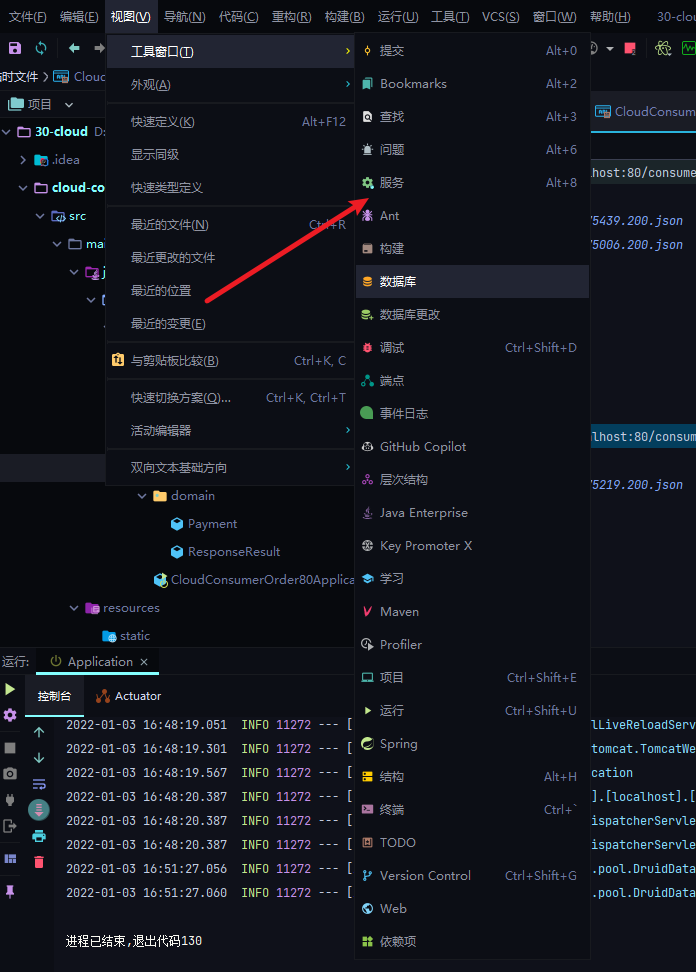 文件(F) 编辑(E) 视图(V) 导航(N) 代码(C) 重构(R) 构建(B) 运行(U) 工具(T) VCS(S) 窗口(W) 帮助(H) 30-cloud
时文件 Cloud
项目
30-cloud D:
.idea
cloud-co
src
mai
工具窗口(T)
外观(A)
快速定义(K) Alt+F12
显示同级
快速类型定义
最近的文件(N) Ctrl+R
最近更改的文件
最近的位置
最近的变更(E)
与剪贴板比较(B) Ctrl+K, C
快速切换方案(Q)... Ctrl+K, Ctrl+T
活动编辑器
双向文本基础方向
提交 Alt+0
Bookmarks Alt+2
查找 Alt+3
问题 Alt+6
服务 Alt+8
Ant
构建
数据库
数据库更改
调试 Ctrl+Shift+D
端点
事件日志
GitHub Copilot
层次结构
Java Enterprise
Key Promoter X
学习
Maven
Profiler
项目 Ctrl+Shift+E
运行 Ctrl+Shift+U
Spring
结构 Alt+H
终端 Ctrl+`
TODO
Version Control Ctrl+Shift+G
Web
依赖项
CloudConsum
lhost:80/consume
5439.200.json
5006.200.json
alhost:80/consum
5219.200.json
domain
Payment
ResponseResult
CloudConsumerOrder80Applica
resources
static
运行: Application
控制台 Actuator
2022-01-03 16:48:19.051 INFO 11272 --- [ lLiveReloadServ
2022-01-03 16:48:19.301 INFO 11272 --- [ tomcat.TomcatWe
2022-01-03 16:48:19.567 INFO 11272 --- [ cation
2022-01-03 16:48:20.387 INFO 11272 --- [ ].[localhost].[
2022-01-03 16:48:20.387 INFO 11272 --- [ ispatcherServle
2022-01-03 16:48:20.387 INFO 11272 --- [ ispatcherServle
2022-01-03 16:51:27.056 INFO 11272 --- [ .pool.DruidData
2022-01-03 16:51:27.060 INFO 11272 --- [ .pool.DruidData
进程已结束,退出代码130